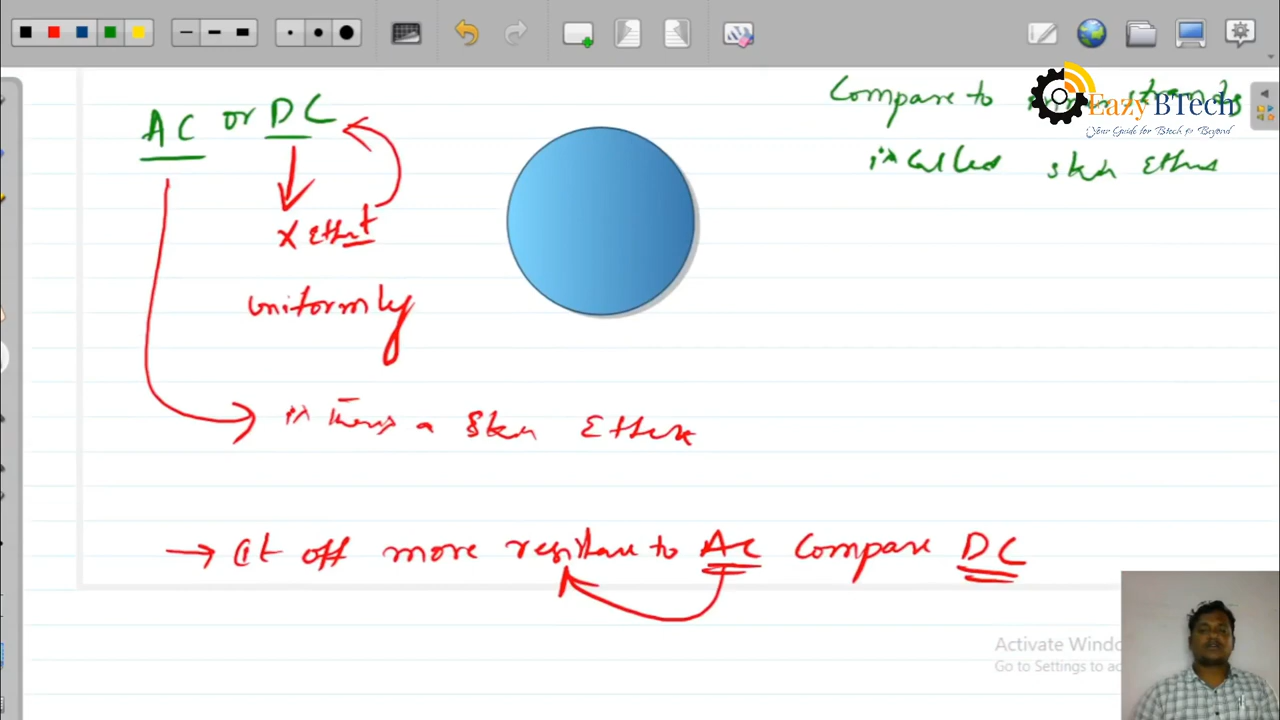 AC or DC
Compare to
Eazy BTech
Your Guide for Btech & Beyond
is called skin Effect
X Effect
uniformly
is there a Skin Effect
→ it off more resistance to AC Compare DC
Activate Windo
Go to Settings to ac